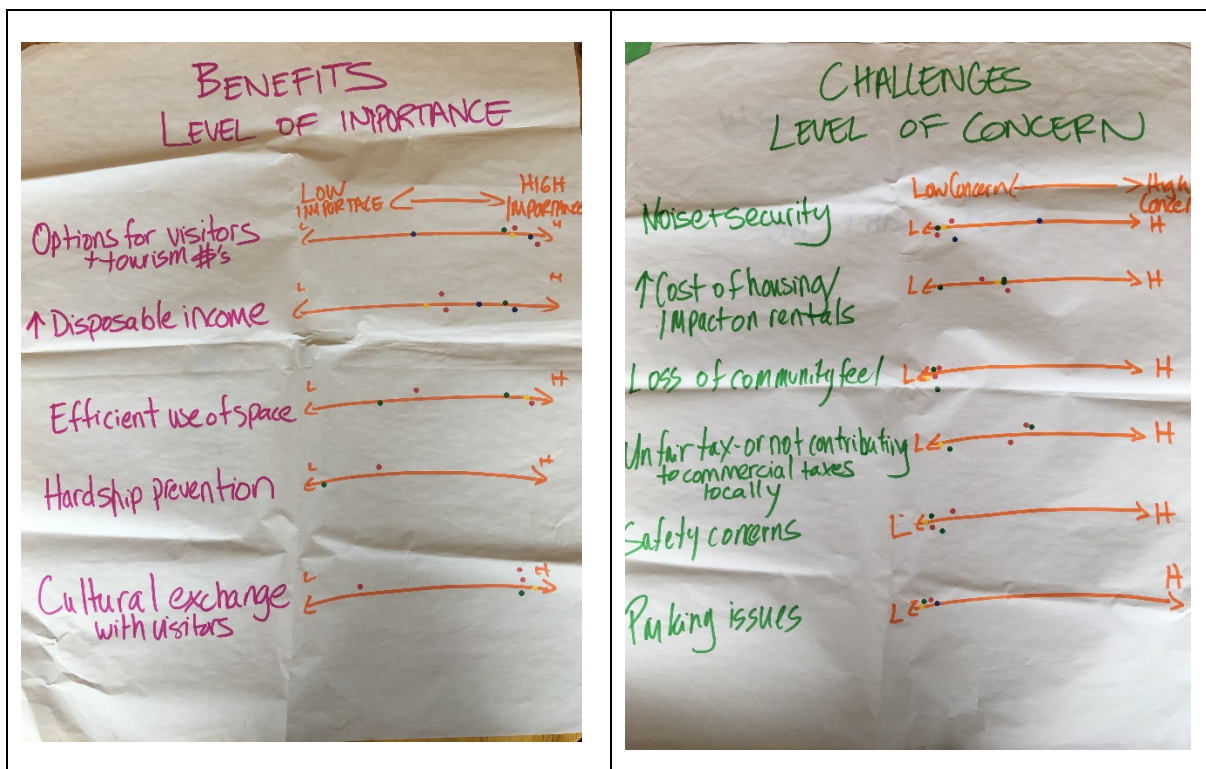 BENEFITS
LEVEL OF IMPORTANCE
LOW IMPORTACE
HIGH IMPORTANCE
Options for visitors
+ tourism #'s
L H
↑ Disposable income
L H
Efficient use of space
L H
Hardship prevention
L H
Cultural exchange
with visitors
L H
CHALLENGES
LEVEL OF CONCERN
Low Concern
High Concer
Noise + security
L H
↑ Cost of housing/
impact on rentals
L H
Loss of community feel
L H
Unfair tax - or not contributing
to commercial taxes
locally
L H
Safety concerns
L H
Parking issues
L H